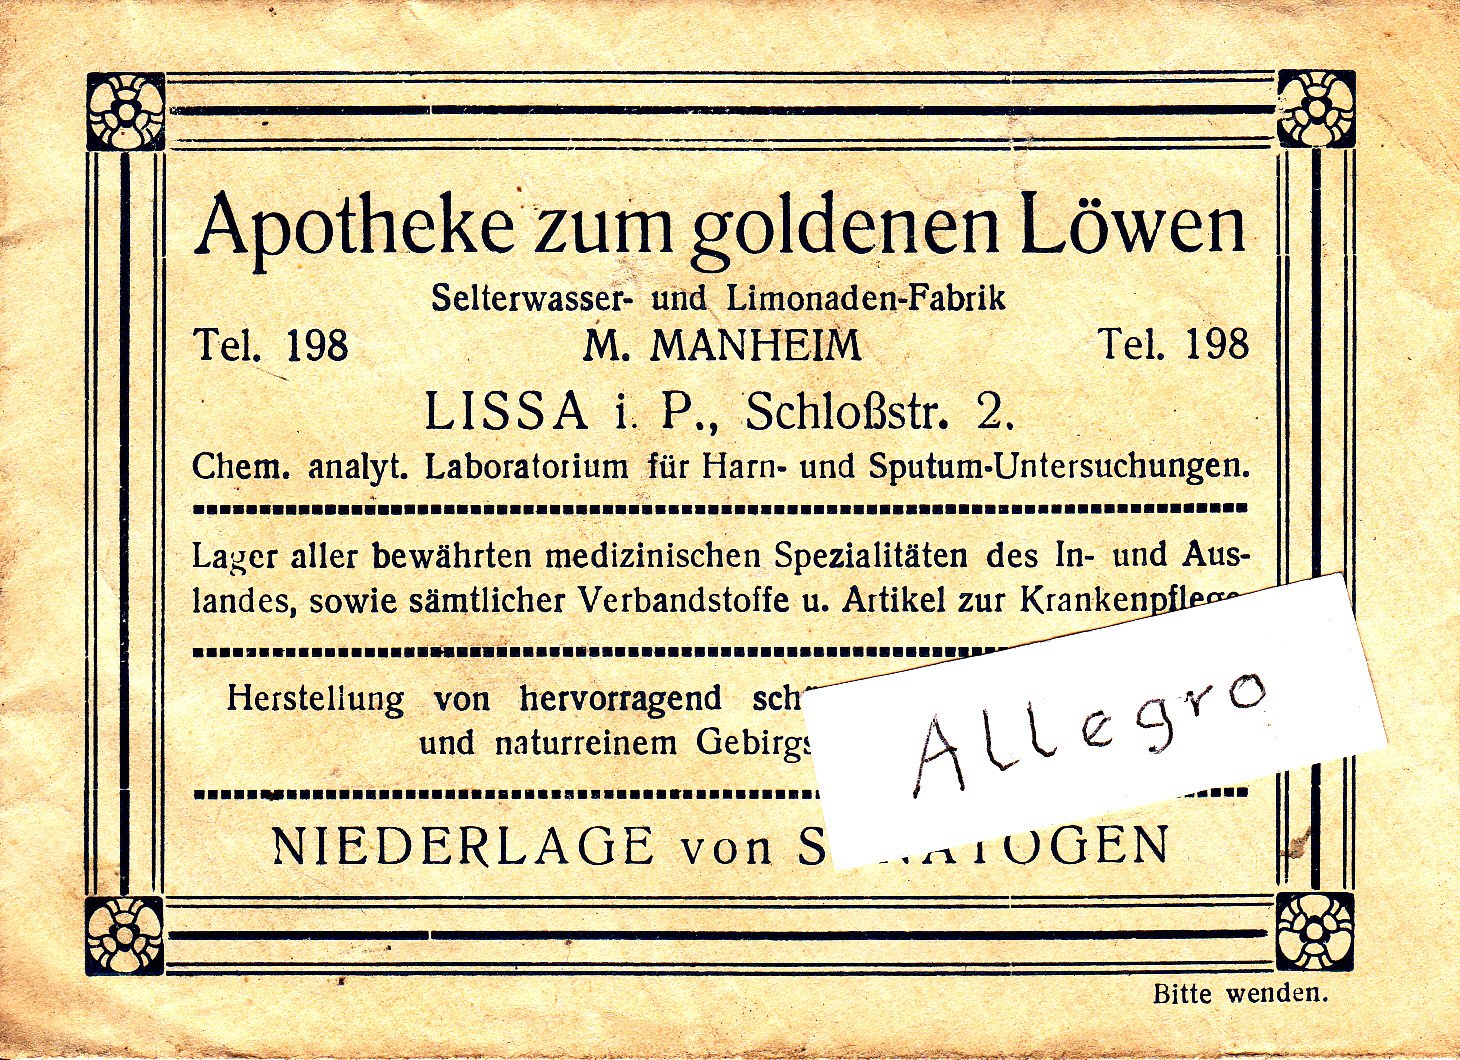 Apotheke zum goldenen Löwen
Selterwasser- und Limonaden-Fabrik
Tel. 198 M. MANHEIM Tel. 198
LISSA i. P., Schloßstr. 2.
Chem. analyt. Laboratorium für Harn- und Sputum-Untersuchungen.
Lager aller bewährten medizinischen Spezialitäten des In- und Aus-
landes, sowie sämtlicher Verbandstoffe u. Artikel zur Krankenpflege
Herstellung von hervorragend
und naturreinem
Allegro
NIEDERLAGE von
Bitte wenden.